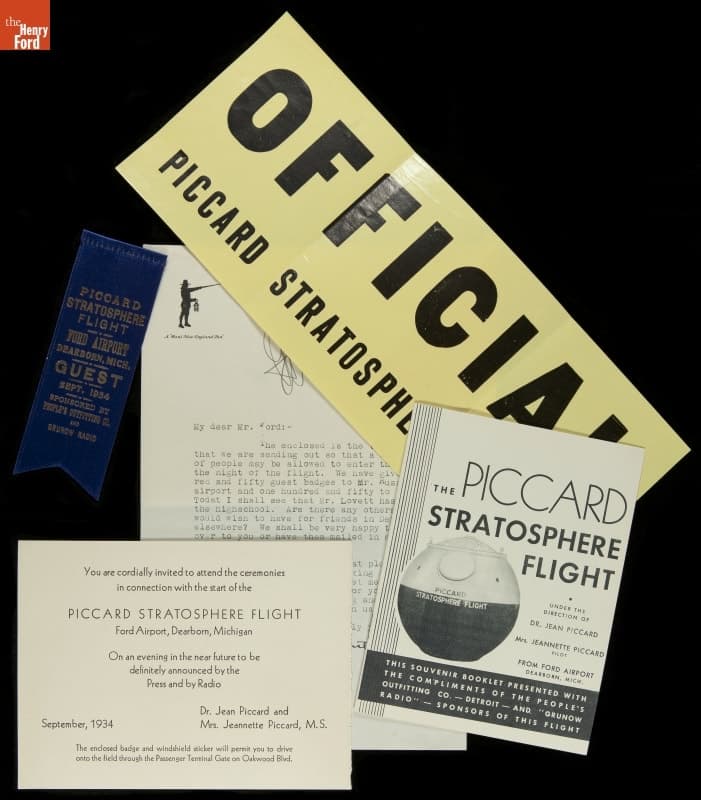 the
Henry
Ford
OFFICIAL
PICCARD STRATOSPHE
PICCARD
STRATOSPHERE
FLIGHT
FORD AIRPORT
DEARBORN, MICH.
GUEST
SEPT. 1934
SPONSORED BY
PEOPLE'S OUTFITTING CO.
AND
GRUNOW RADIO
My dear Mr. Ford:-
The enclosed is the
that we are sending out so that a
of people may be allowed to enter th
the night of the flight. We have give
red and fifty guest badges to Mr.
airport and one hundred and fifty to
Todat I shall see that Mr. Lovett has
the highschool. Are there any others
would wish to have for friends in De
elsewhere? We shall be very happy t
over to you or have them mailed in
THE PICCARD
STRATOSPHERE
FLIGHT
PICCARD
STRATOSPHERE FLIGHT
UNDER THE
DIRECTION OF
DR. JEAN PICCARD
Mrs. JEANNETTE PICCARD
PILOT
FROM FORD AIRPORT
DEARBORN, MICH.
THIS SOUVENIR BOOKLET PRESENTED WITH
THE COMPLIMENTS OF THE PEOPLE'S
OUTFITTING CO. — DETROIT — AND "GRUNOW
RADIO" — SPONSORS OF THIS FLIGHT
You are cordially invited to attend the ceremonies
in connection with the start of the
PICCARD STRATOSPHERE FLIGHT
Ford Airport, Dearborn, Michigan
On an evening in the near future to be
definitely announced by the
Press and by Radio
Dr. Jean Piccard and
September, 1934 Mrs. Jeannette Piccard, M.S.
The enclosed badge and windshield sticker will permit you to drive
onto the field through the Passenger Terminal Gate on Oakwood Blvd.